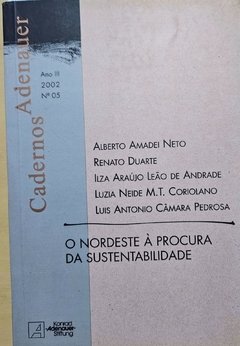 Cadernos Adenauer
Ano III
2002
Nº 05
ALBERTO AMADEI NETO
RENATO DUARTE
ILZA ARAÚJO LEÃO DE ANDRADE
LUZIA NEIDE M.T. CORIOLANO
LUIS ANTONIO CÂMARA PEDROSA
O NORDESTE À PROCURA
DA SUSTENTABILIDADE
A
Konrad
Adenauer
Stiftung